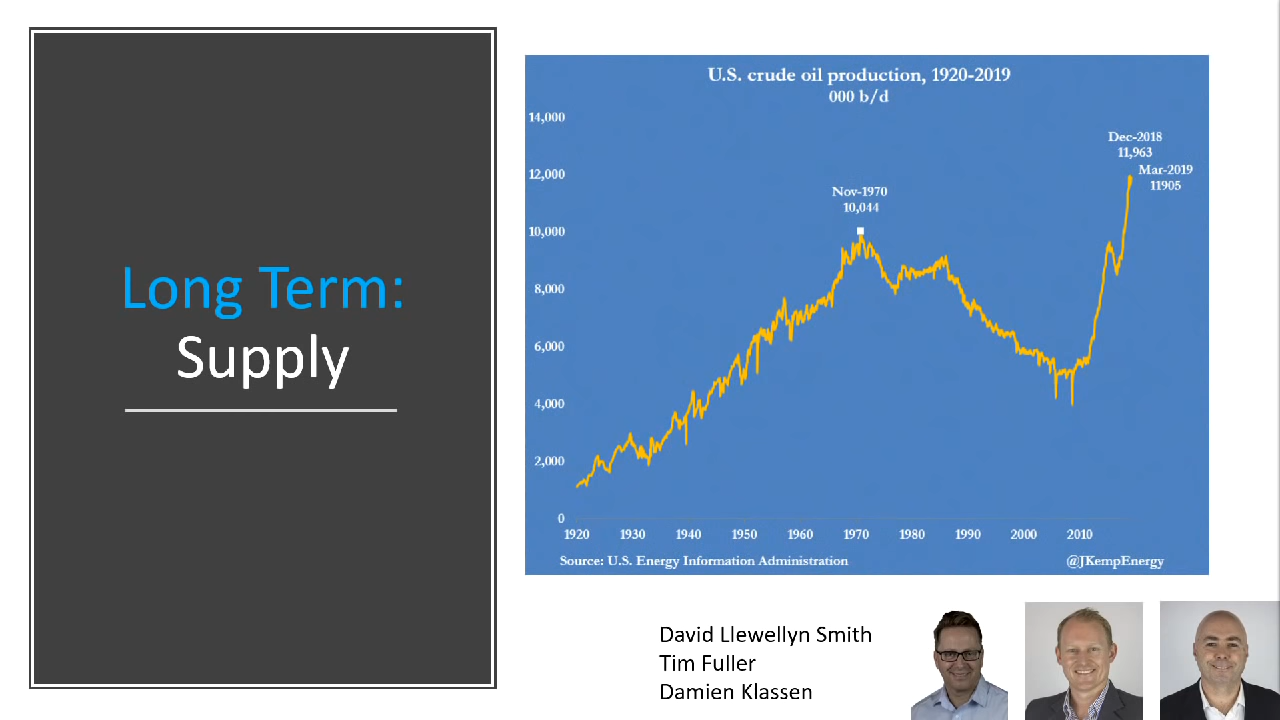 Long Term:
Supply
U.S. crude oil production, 1920-2019
000 b/d
14,000
12,000
10,000
8,000
6,000
4,000
2,000
0
Dec-2018
11,963
Mar-2019
11905
Nov-1970
10,044
1920 1930 1940 1950 1960 1970 1980 1990 2000 2010
Source: U.S. Energy Information Administration
@JKempEnergy
David Llewellyn Smith
Tim Fuller
Damien Klassen